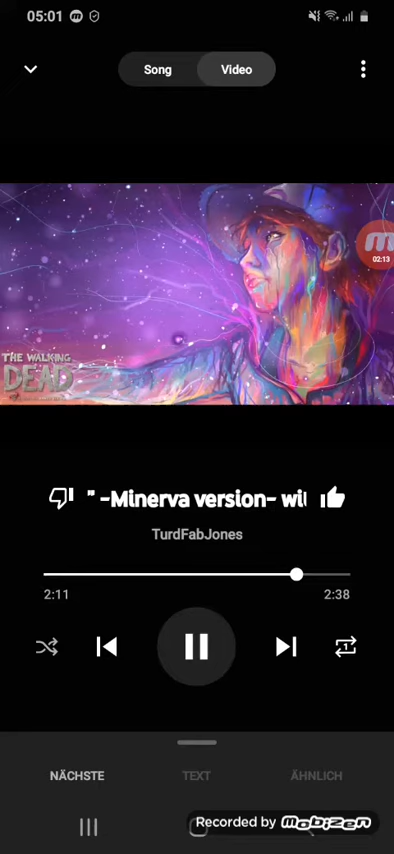 05:01
Song
Video
02:13
THE WALKING
DEAD
" -Minerva version- wi
TurdFabJones
2:11
2:38
1
NÄCHSTE
TEXT
ÄHNLICH
Recorded by mobizen